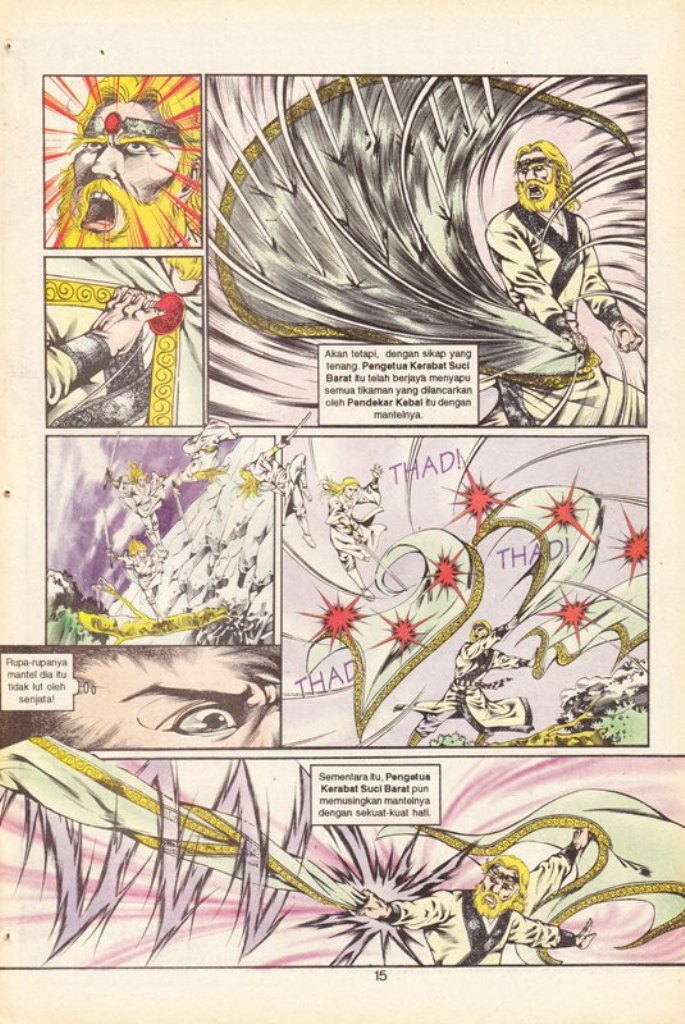 Akan tetapi, dengan sikap yang
tenang. Pengetua Kerabat Suci
Barat itu telah berjaya menyapu
semua tikaman yang dilancarkan
oleh Pendekar Kebal itu dengan
mantelnya.
THAD!
THAD!
THAD
Rupa-rupanya
mantel dia itu
tidak lut oleh
senjata!
Sementara itu, Pengetua
Kerabat Suci Barat pun
memusingkan mantelnya
dengan sekuat-kuat hati.
15